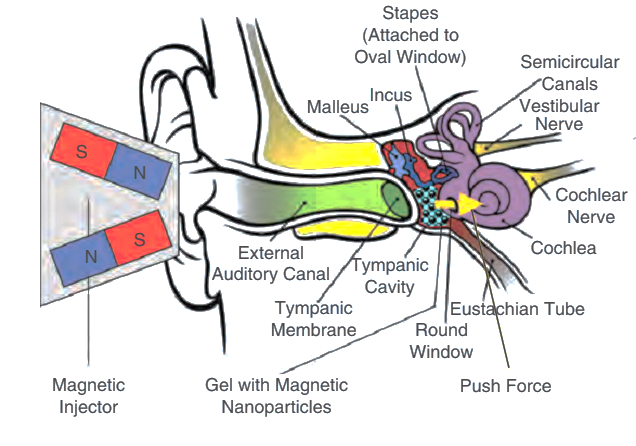 Stapes
(Attached to
Oval Window)
Semicircular
Canals
Vestibular
Nerve
Malleus
Incus
S
N
N
S
Cochlear
Nerve
Cochlea
External
Auditory Canal
Tympanic
Cavity
Tympanic
Membrane
Eustachian Tube
Round
Window
Magnetic
Injector
Gel with Magnetic
Nanoparticles
Push Force